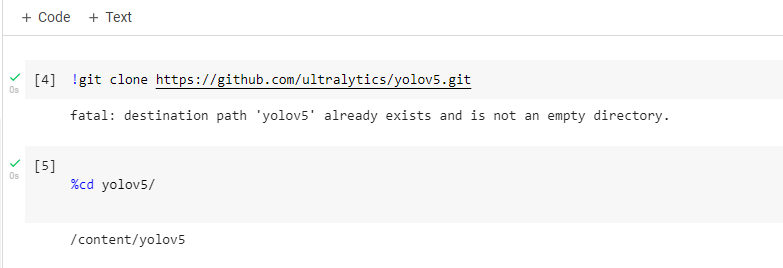 + Code + Text
[4] !git clone https://github.com/ultralytics/yolov5.git
0s
fatal: destination path 'yolov5' already exists and is not an empty directory.
[5]
0s
%cd yolov5/
/content/yolov5